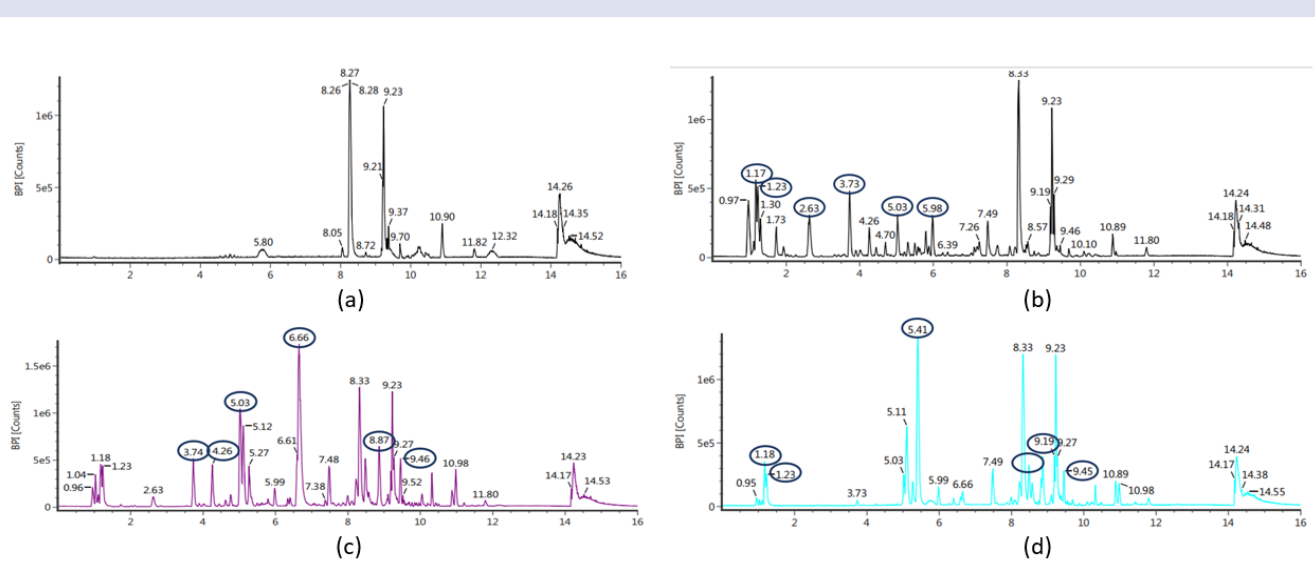 8.27
8.26 8.28 9.23
1e6
9.21
BPI [Counts]
5e5
14.26
9.37
14.18 14.35
10.90
5.80 8.05 8.72 9.70 11.82 12.32 14.52
0
2 4 6 8 10 12 14 16
(a)
8.33
9.23
1e6
BPI [Counts]
5e5
1.17
1.23
3.73
9.19 9.29
0.97
1.30
2.63
5.03
5.98
14.24
14.31
1.73 4.26 7.49 14.18
4.70 7.26 8.57 9.46 14.48
6.39 10.10 10.89 11.80
0
2 4 6 8 10 12 14 16
(b)
6.66
1.5e6
8.33 9.23
5.03
1e6
BPI [Counts]
5.12
6.61 8.87
9.27
3.74 4.26
5e5
1.18
1.23
5.27
7.48
9.46
10.98
14.23
1.04
0.96
2.63 5.99 7.38 9.52 11.80 14.17 14.53
0
2 4 6 8 10 12 14 16
(c)
5.41
8.33 9.23
1e6
BPI [Counts]
5.11
5e5
9.19 9.27
1.18
1.23
5.03
7.49
9.45
14.24
14.17 14.38
0.95 3.73 5.99 6.66 10.89 10.98 14.55
0
2 4 6 8 10 12 14 16
(d)